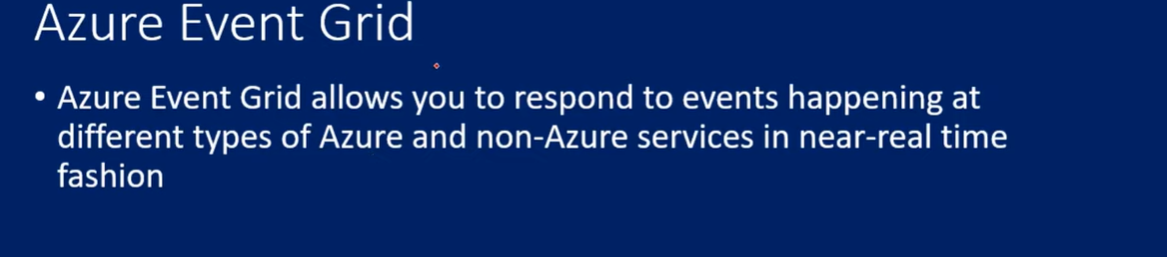 Azure Event Grid
• Azure Event Grid allows you to respond to events happening at
different types of Azure and non-Azure services in near-real time
fashion